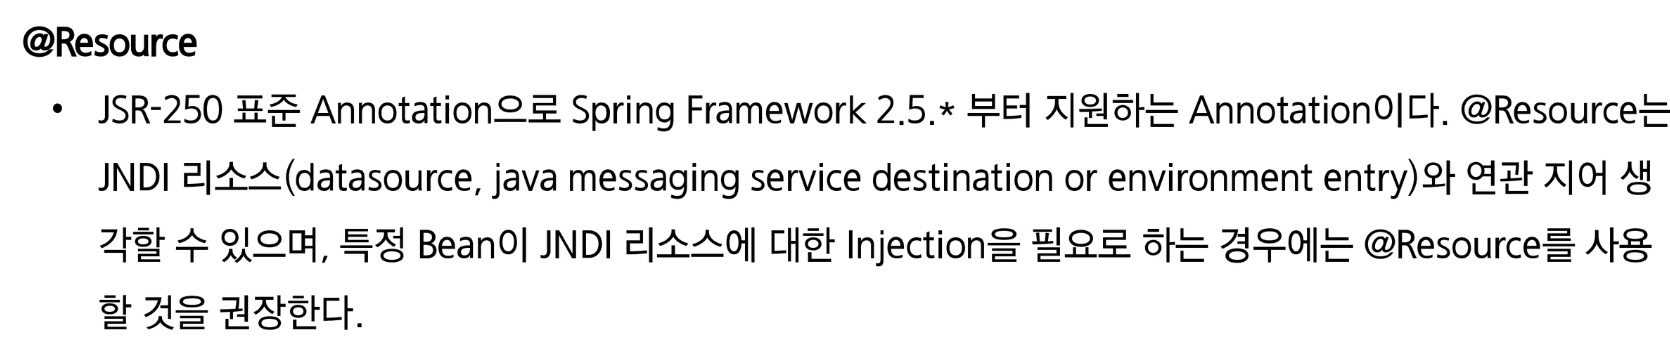 @Resource
• JSR-250 표준 Annotation으로 Spring Framework 2.5.* 부터 지원하는 Annotation이다. @Resource는
JNDI 리소스(datasource, java messaging service destination or environment entry)와 연관 지어 생
각할 수 있으며, 특정 Bean이 JNDI 리소스에 대한 Injection을 필요로 하는 경우에는 @Resource를 사용
할 것을 권장한다.